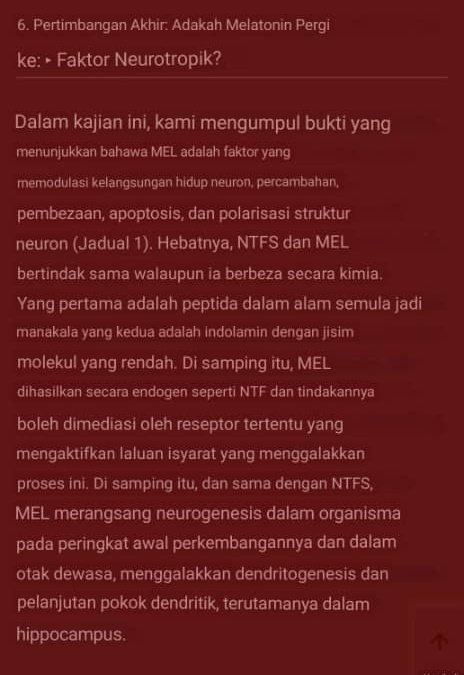 6. Pertimbangan Akhir: Adakah Melatonin Pergi
ke: ‣ Faktor Neurotropik?
Dalam kajian ini, kami mengumpul bukti yang
menunjukkan bahawa MEL adalah faktor yang
memodulasi kelangsungan hidup neuron, percambahan,
pembezaan, apoptosis, dan polarisasi struktur
neuron (Jadual 1). Hebatnya, NTFS dan MEL
bertindak sama walaupun ia berbeza secara kimia.
Yang pertama adalah peptida dalam alam semula jadi
manakala yang kedua adalah indolamin dengan jisim
molekul yang rendah. Di samping itu, MEL
dihasilkan secara endogen seperti NTF dan tindakannya
boleh dimediasi oleh reseptor tertentu yang
mengaktifkan laluan isyarat yang menggalakkan
proses ini. Di samping itu, dan sama dengan NTFS,
MEL merangsang neurogenesis dalam organisma
pada peringkat awal perkembangannya dan dalam
otak dewasa, menggalakkan dendritogenesis dan
pelanjutan pokok dendritik, terutamanya dalam
hippocampus.